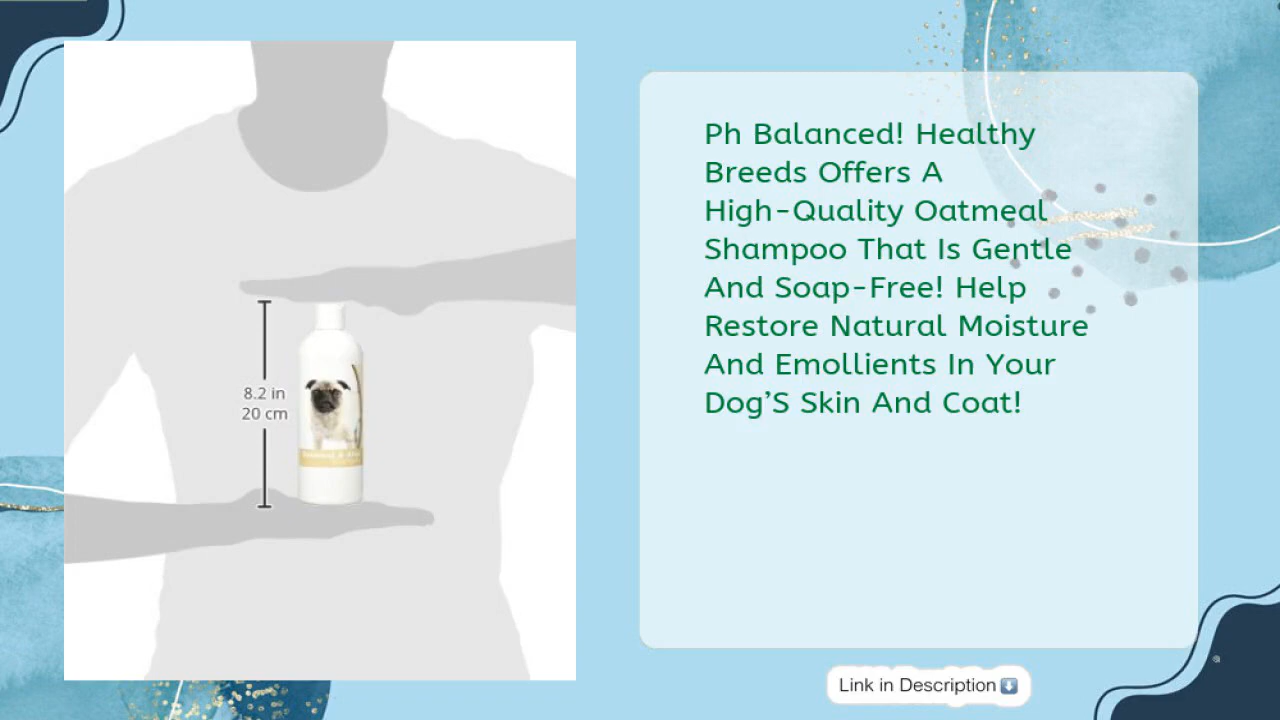 8.2 in
20 cm
Ph Balanced! Healthy
Breeds Offers A
High-Quality Oatmeal
Shampoo That Is Gentle
And Soap-Free! Help
Restore Natural Moisture
And Emollients In Your
Dog’S Skin And Coat!
Link in Description⬇️